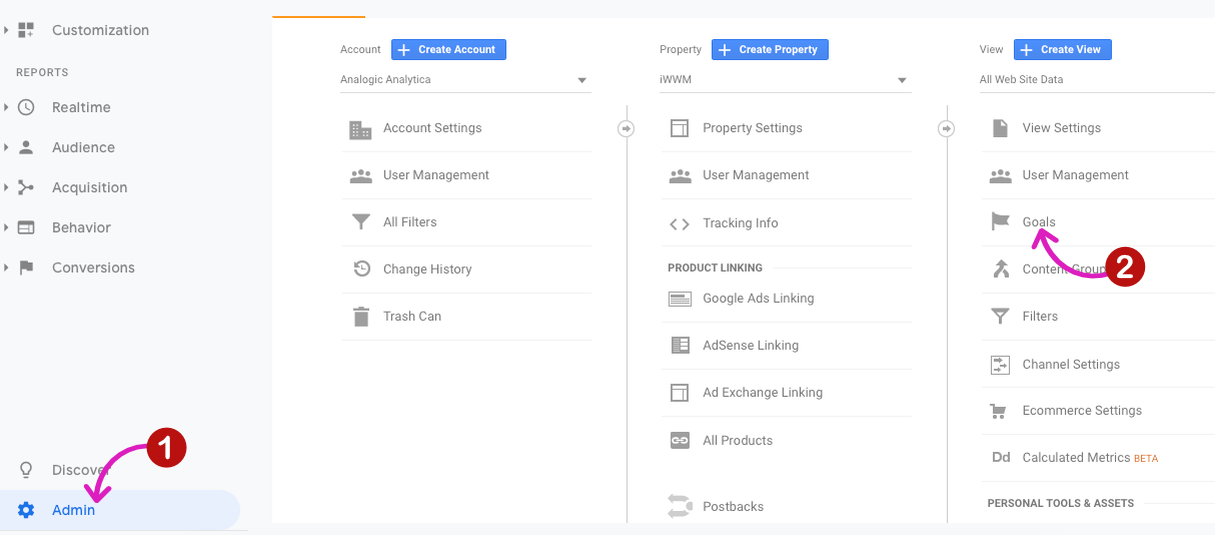 Customization
REPORTS
Realtime
Audience
Acquisition
Behavior
Conversions
Discover
Admin
1
Account
Create Account
Analogic Analytica
Account Settings
User Management
All Filters
Change History
Trash Can
Property
Create Property
iWWM
Property Settings
User Management
Tracking Info
PRODUCT LINKING
Google Ads Linking
AdSense Linking
Ad Exchange Linking
All Products
Postbacks
View
Create View
All Web Site Data
View Settings
User Management
Goals
2
Content Group
Filters
Channel Settings
Ecommerce Settings
Dd Calculated Metrics BETA
PERSONAL TOOLS & ASSETS